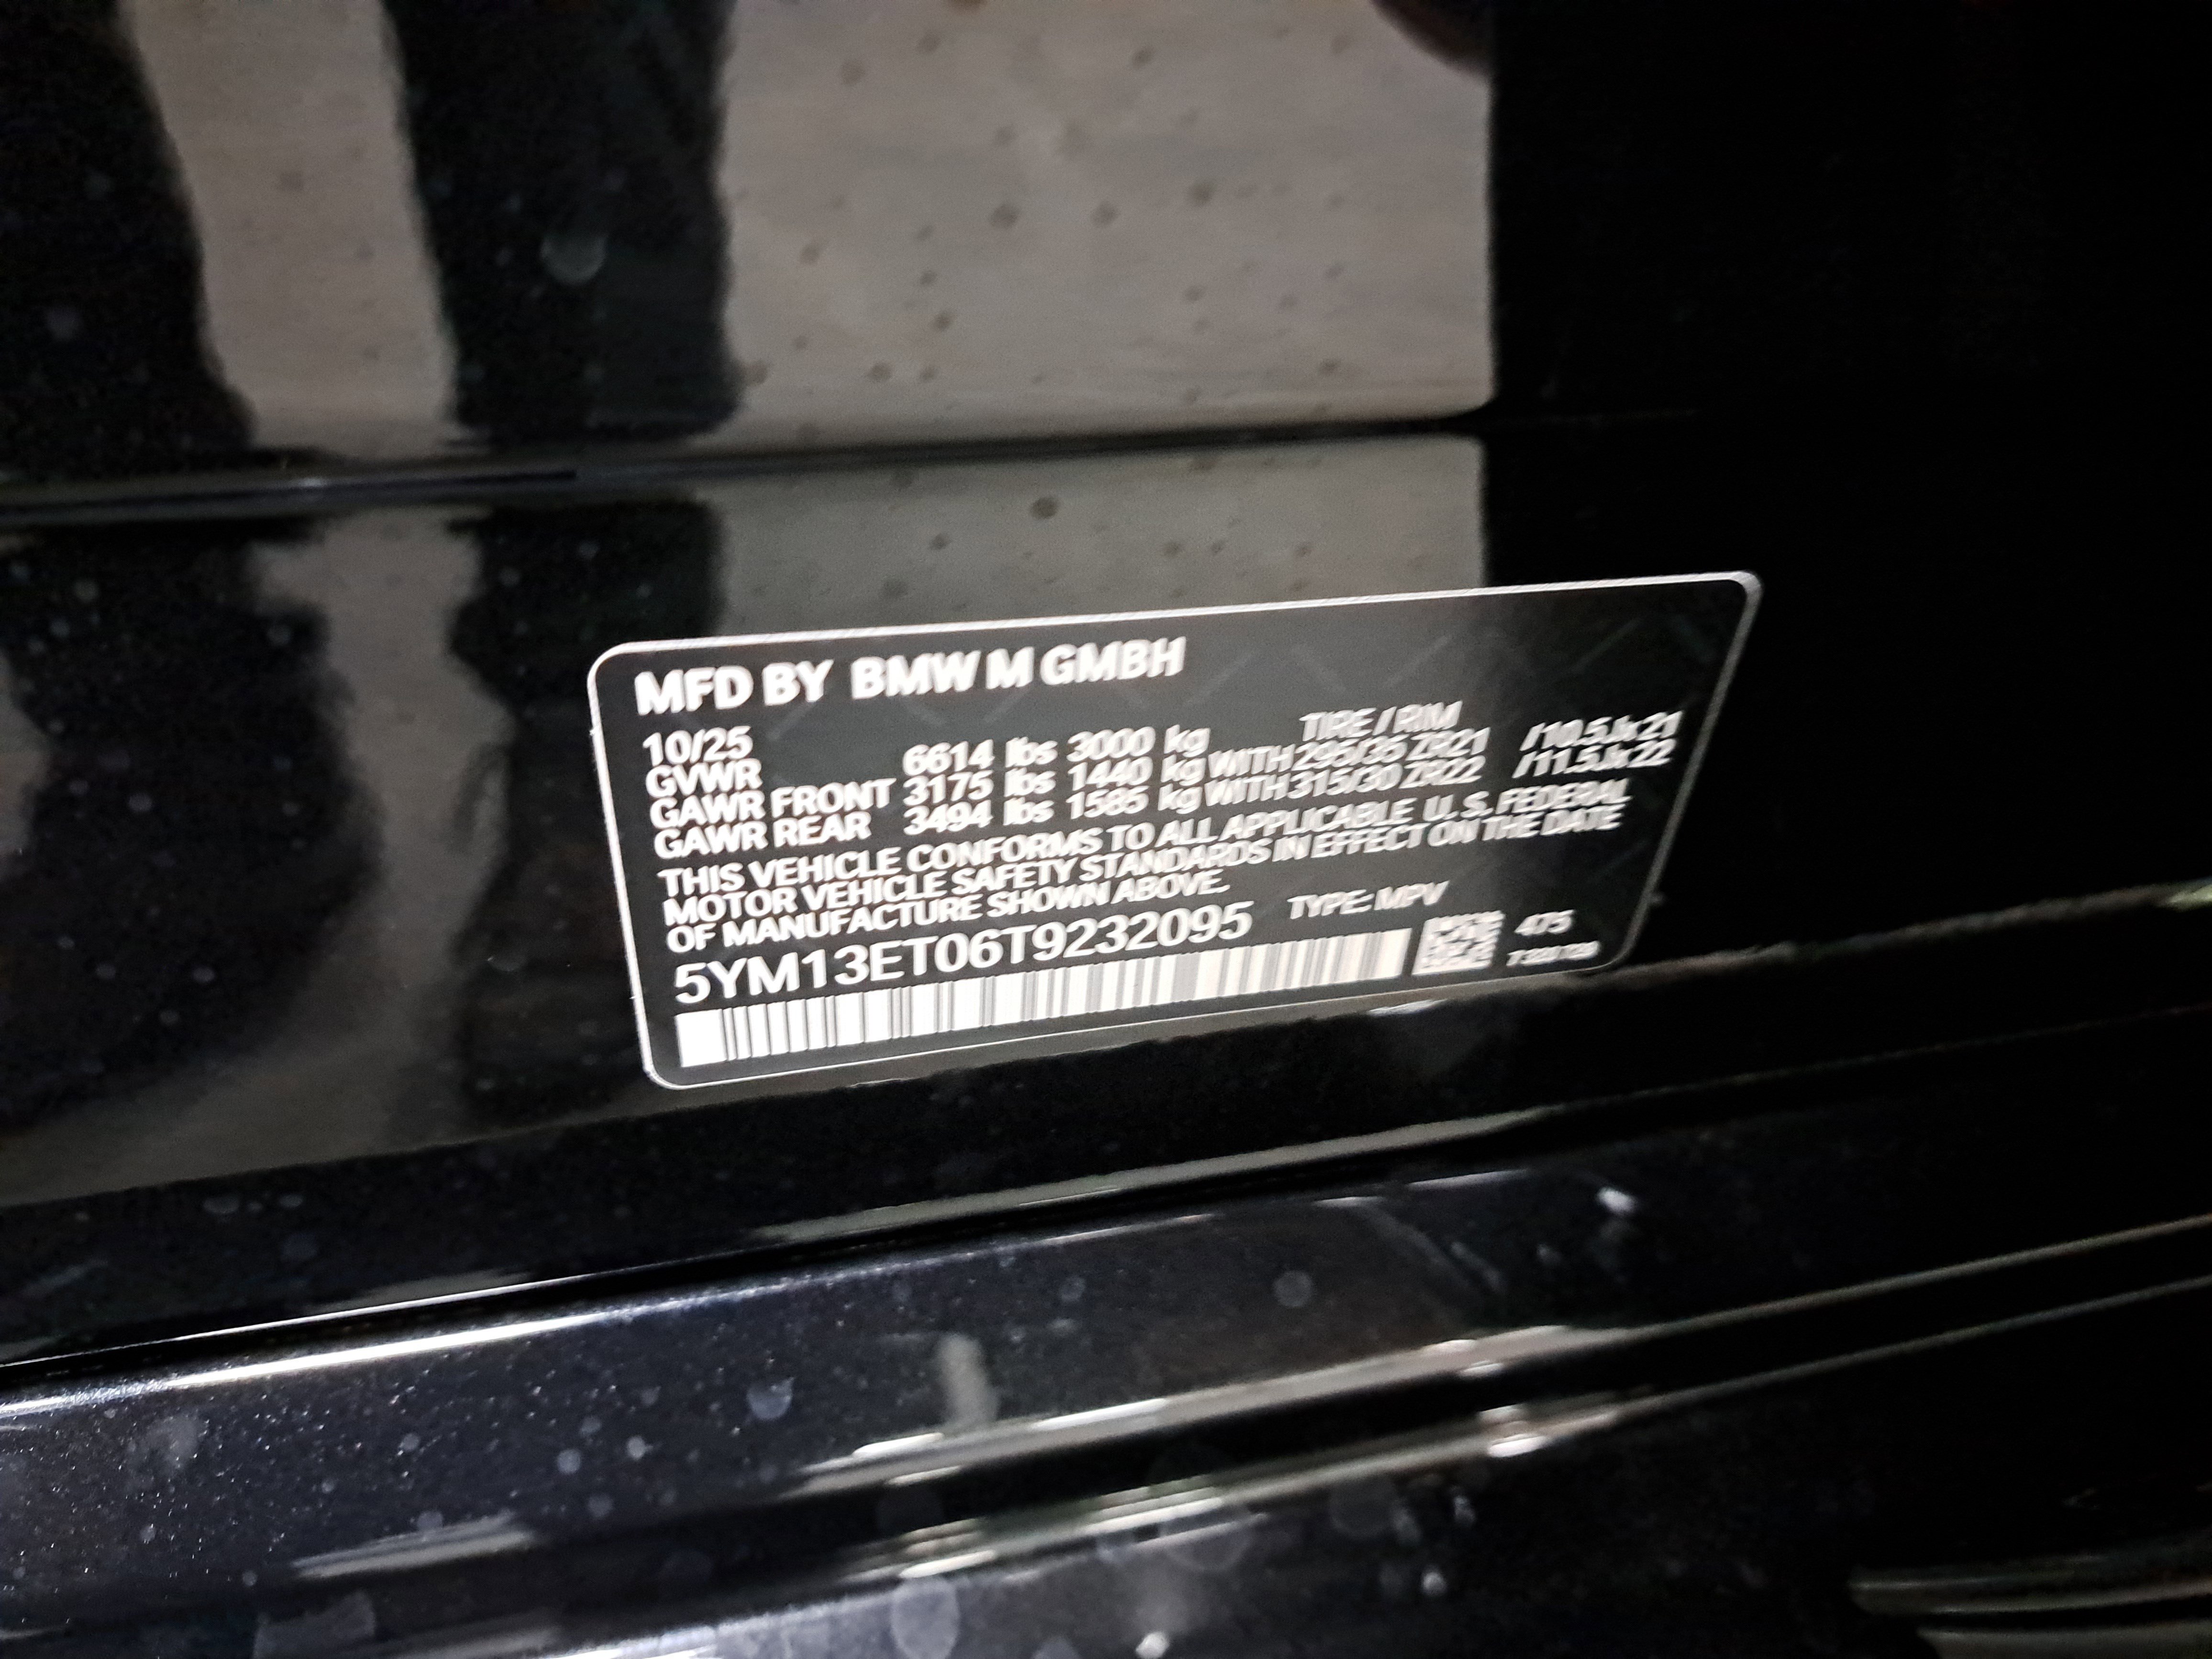 MFD BY BMW M GMBH
10/25 TIRE / RIM
GVWR 6614 lbs 3000 kg
GAWR FRONT 3175 lbs 1440 kg WITH 295/35 ZR21 /10.5Jx21
GAWR REAR 3494 lbs 1585 kg WITH 315/30 ZR22 /11.5Jx22
THIS VEHICLE CONFORMS TO ALL APPLICABLE U.S. FEDERAL
MOTOR VEHICLE SAFETY STANDARDS IN EFFECT ON THE DATE
OF MANUFACTURE SHOWN ABOVE.
5YM13ET06T9232095 TYPE: MPV
475